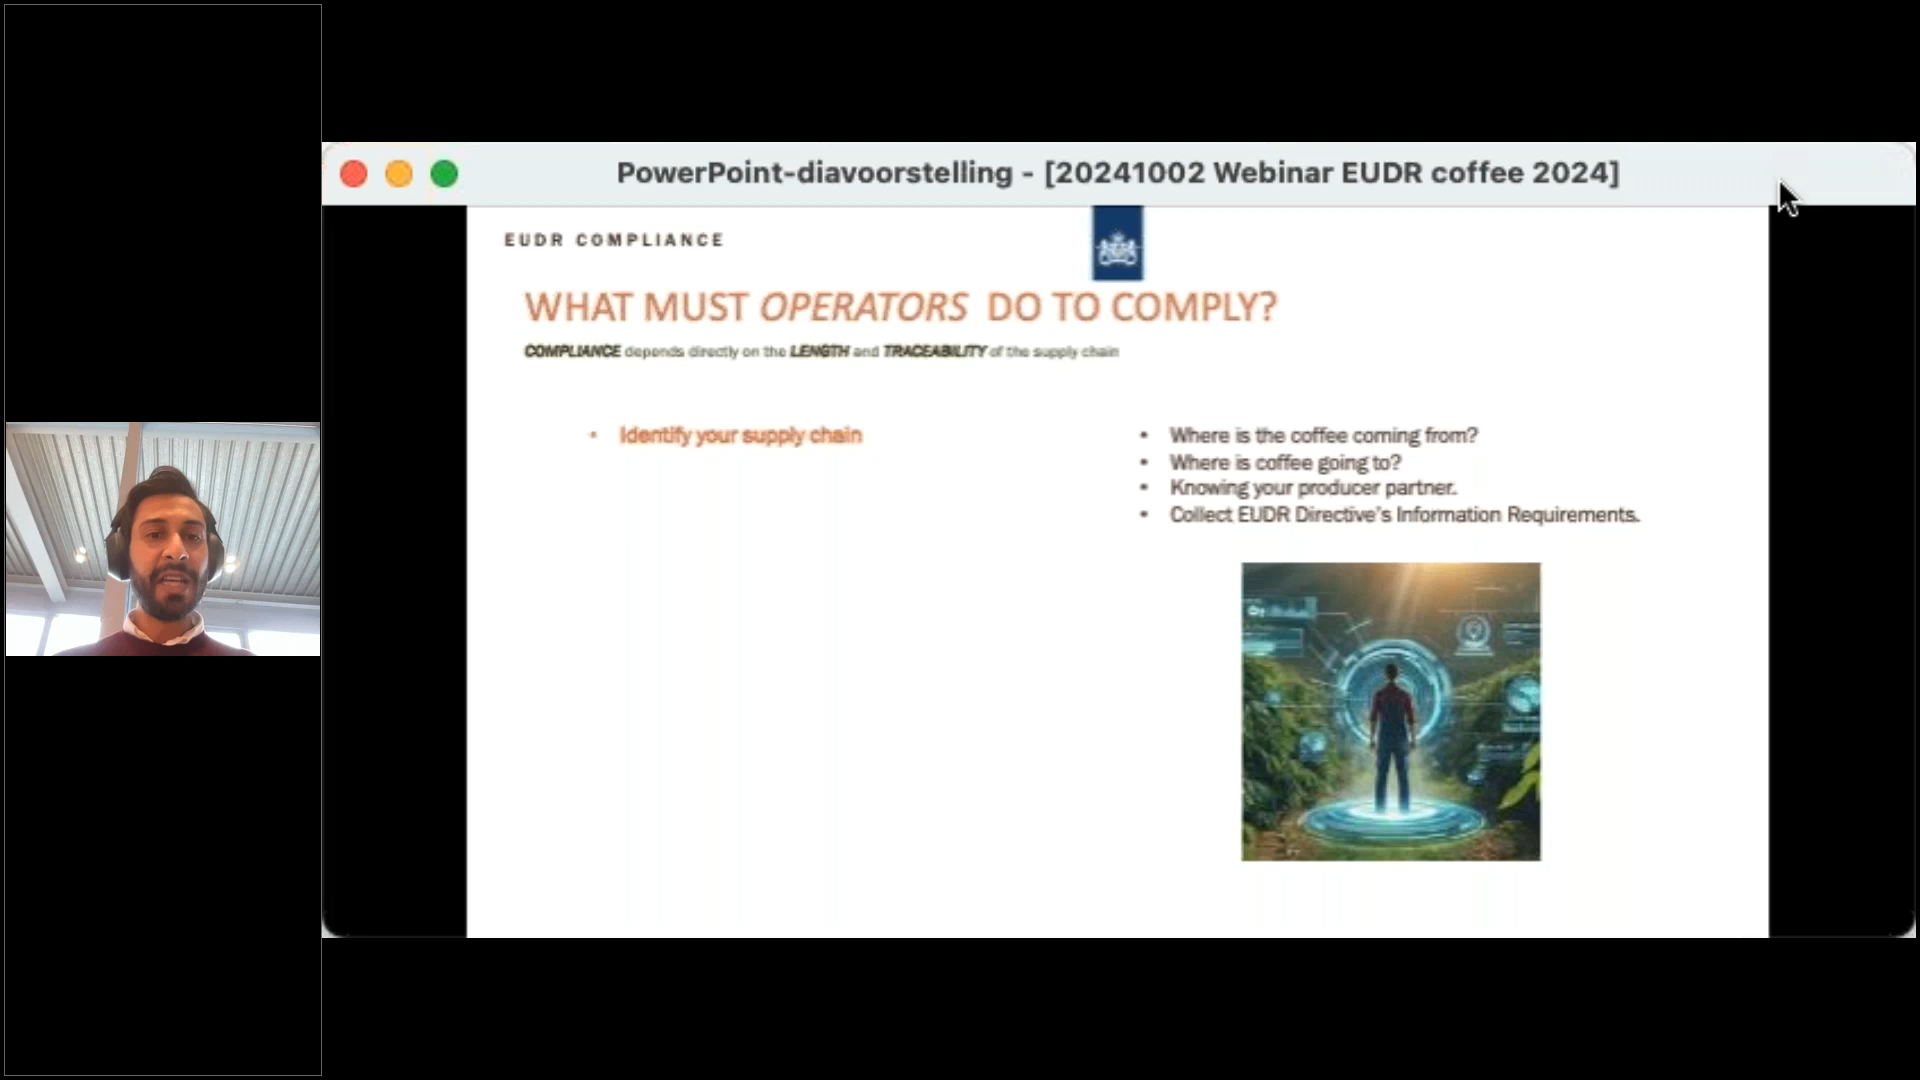 PowerPoint-diavoorstelling - [20241002 Webinar EUDR coffee 2024]
EUDR COMPLIANCE
WHAT MUST OPERATORS DO TO COMPLY?
COMPLIANCE depends directly on the LENGTH and TRACEABILITY of the supply chain
• Identify your supply chain
• Where is the coffee coming from?
• Where is coffee going to?
• Knowing your producer partner.
• Collect EUDR Directive's Information Requirements.